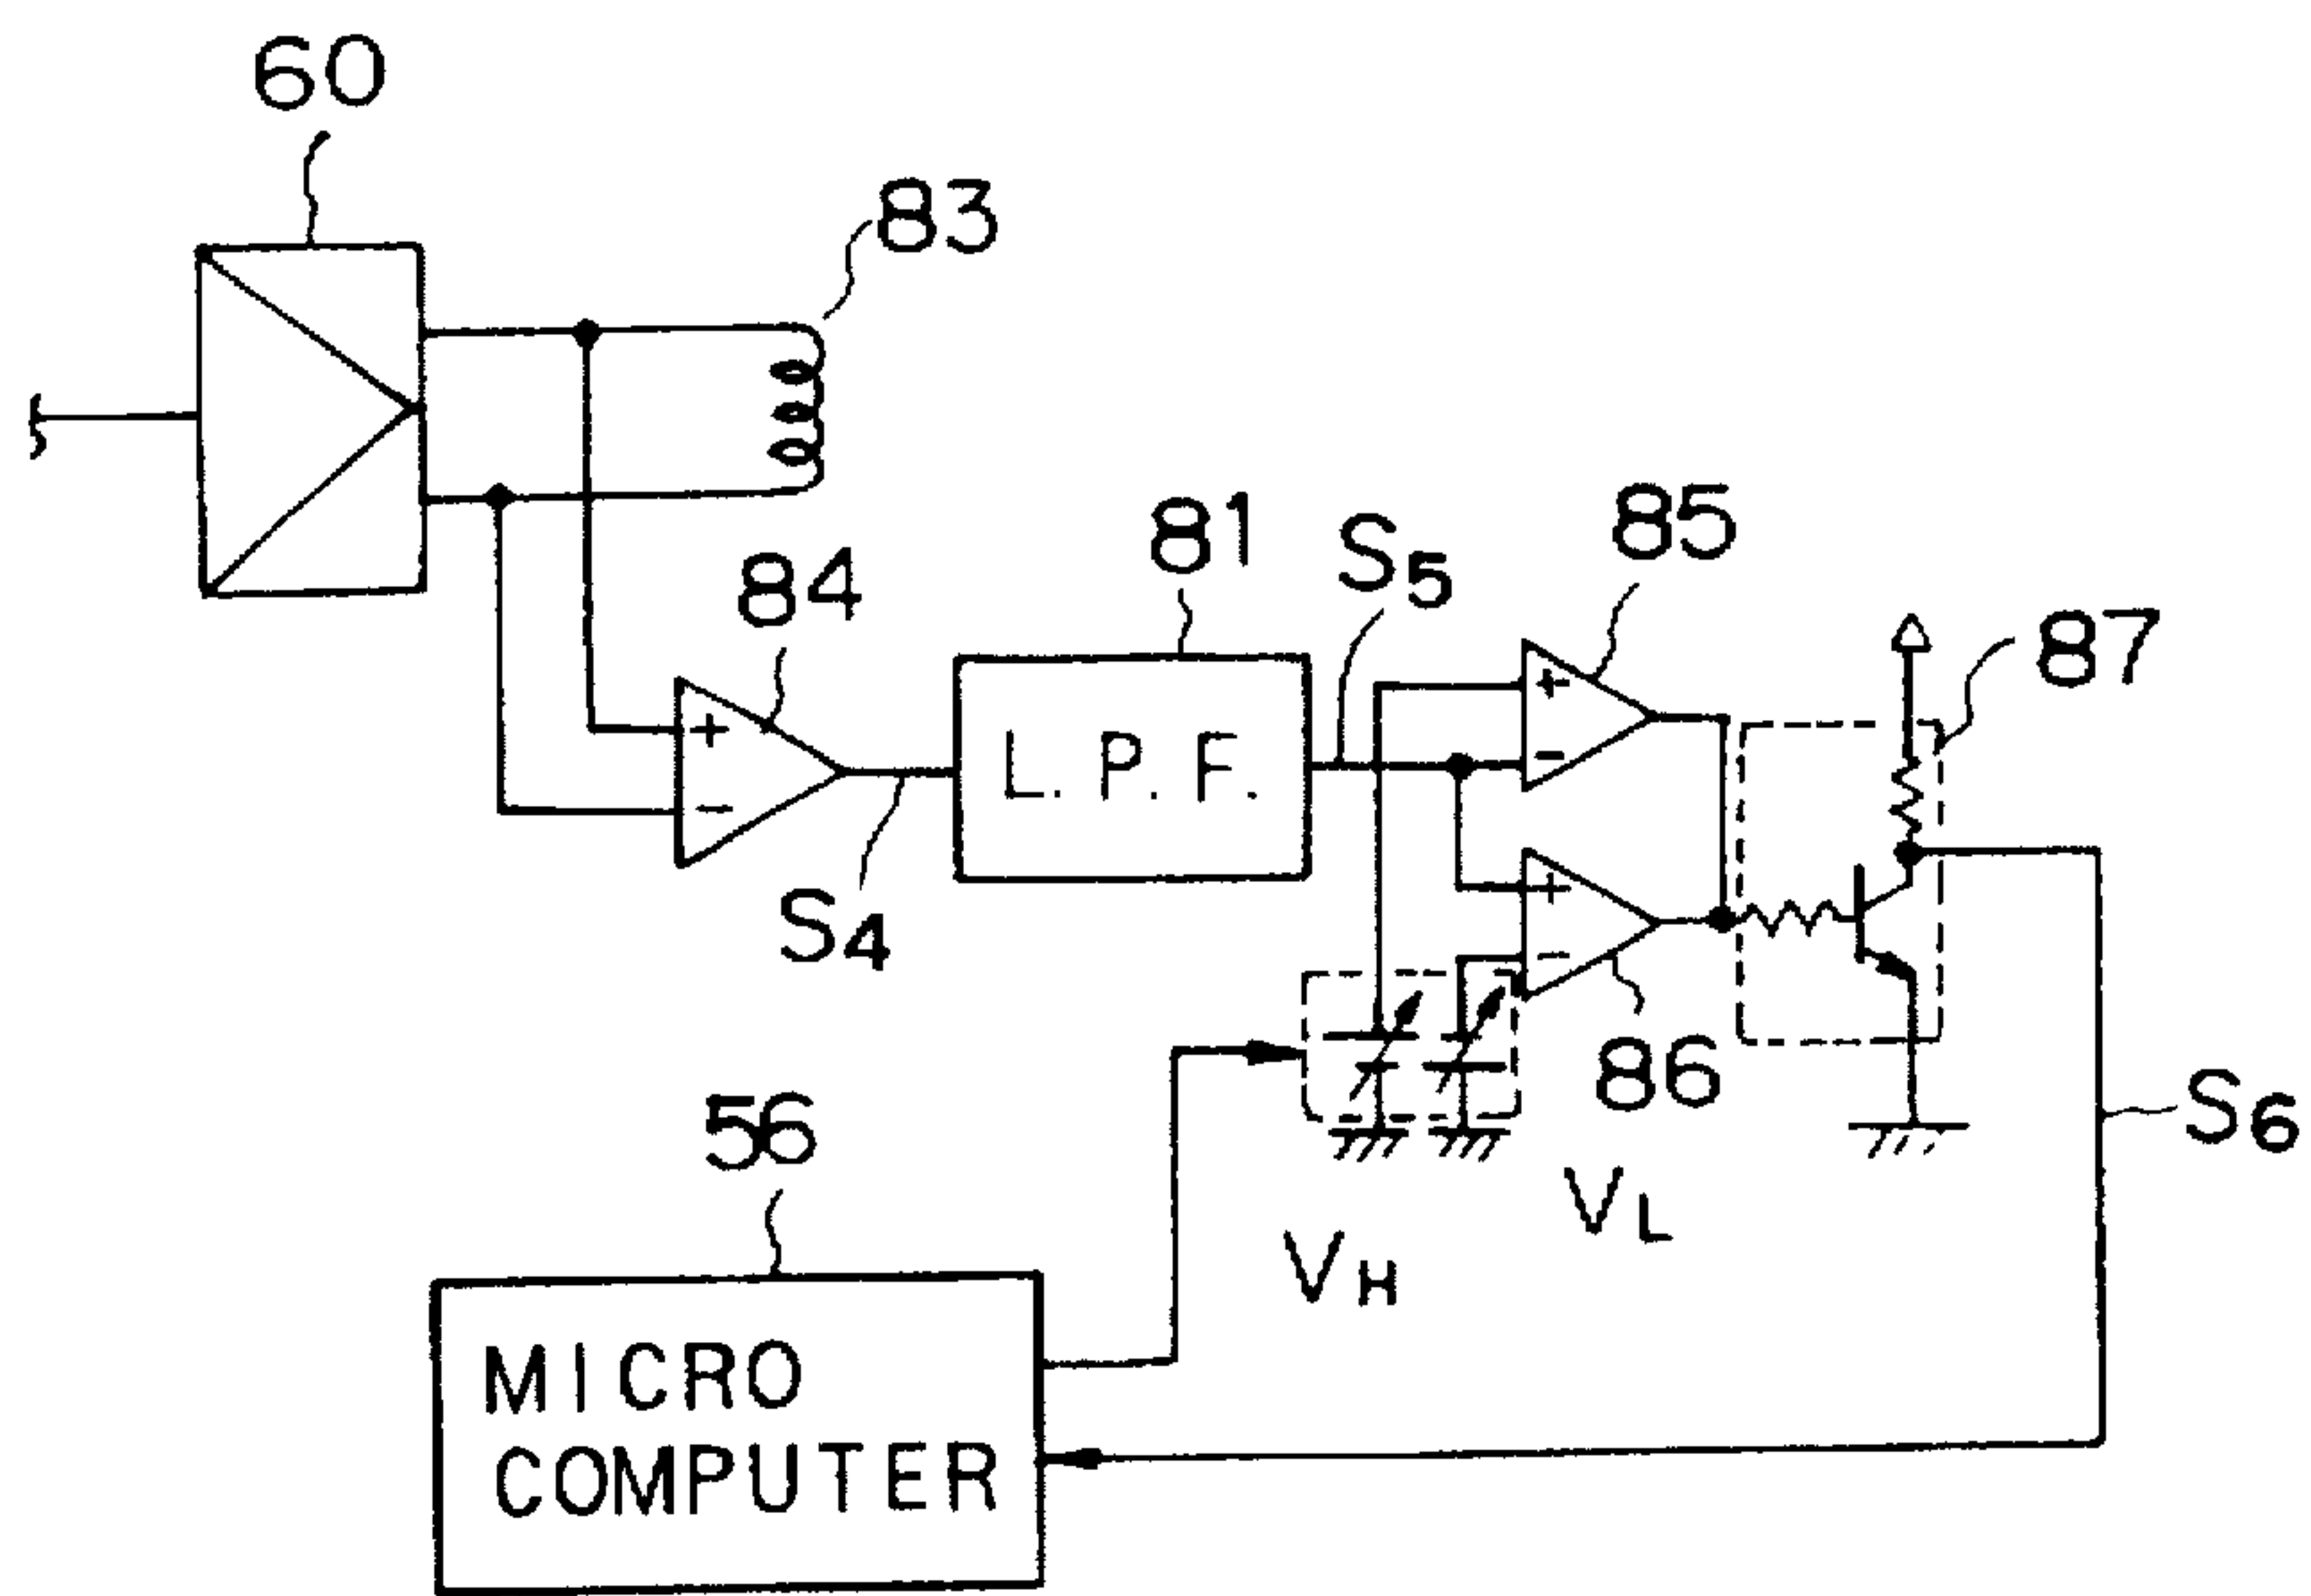 60
83
84
81
S5
85
87
+
−
L.P.F.
+
−
+
−
S4
86
S6
56
VL
VH
MICRO
COMPUTER